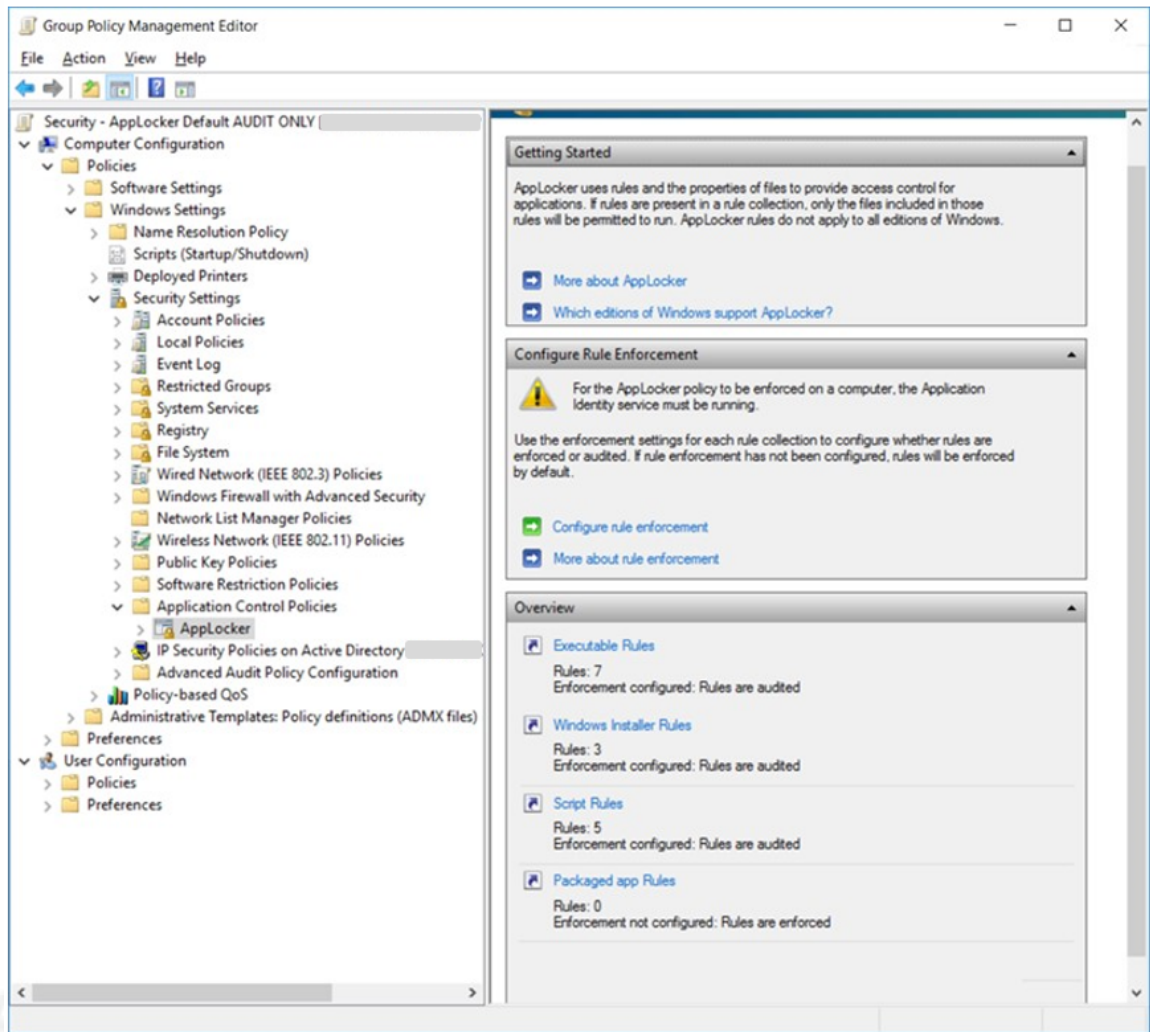 Group Policy Management Editor
File Action View Help
Security - AppLocker Default AUDIT ONLY
Computer Configuration
Policies
Software Settings
Windows Settings
Name Resolution Policy
Scripts (Startup/Shutdown)
Deployed Printers
Security Settings
Account Policies
Local Policies
Event Log
Restricted Groups
System Services
Registry
File System
Wired Network (IEEE 802.3) Policies
Windows Firewall with Advanced Security
Network List Manager Policies
Wireless Network (IEEE 802.11) Policies
Public Key Policies
Software Restriction Policies
Application Control Policies
AppLocker
IP Security Policies on Active Directory
Advanced Audit Policy Configuration
Policy-based QoS
Administrative Templates: Policy definitions (ADMX files)
Preferences
User Configuration
Policies
Preferences
Getting Started
AppLocker uses rules and the properties of files to provide access control for
applications. If rules are present in a rule collection, only the files included in those
rules will be permitted to run. AppLocker rules do not apply to all editions of Windows.
More about AppLocker
Which editions of Windows support AppLocker?
Configure Rule Enforcement
For the AppLocker policy to be enforced on a computer, the Application
Identity service must be running.
Use the enforcement settings for each rule collection to configure whether rules are
enforced or audited. If rule enforcement has not been configured, rules will be enforced
by default.
Configure rule enforcement
More about rule enforcement
Overview
Executable Rules
Rules: 7
Enforcement configured: Rules are audited
Windows Installer Rules
Rules: 3
Enforcement configured: Rules are audited
Script Rules
Rules: 5
Enforcement configured: Rules are audited
Packaged app Rules
Rules: 0
Enforcement not configured: Rules are enforced